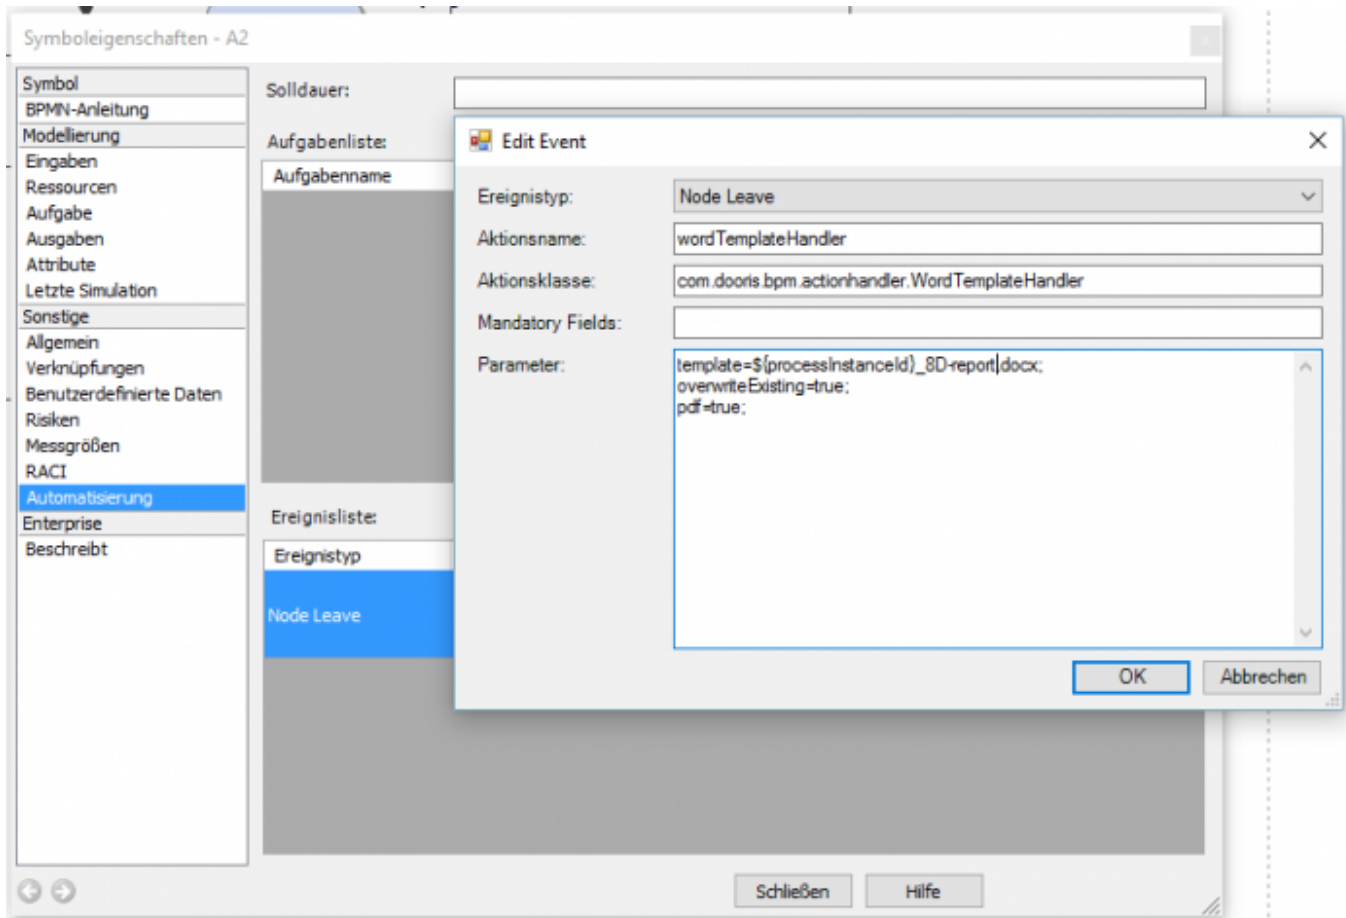 Symboleigenschaften - A2
Symbol
BPMN-Anleitung
Modellierung
Eingaben
Ressourcen
Aufgabe
Ausgaben
Attribute
Letzte Simulation
Sonstige
Allgemein
Verknüpfungen
Benutzerdefinierte Daten
Risiken
Messgrößen
RACI
Automatisierung
Enterprise
Beschreibt
Solldauer:
Aufgabenliste:
Aufgabenname
Ereignisliste:
Ereignistyp
Node Leave
Edit Event
Ereignistyp: Node Leave
Aktionsname: wordTemplateHandler
Aktionsklasse: com.dooris.bpm.actionhandler.WordTemplateHandler
Mandatory Fields:
Parameter: template=${processInstanceId}_8D-report.docx;
overwriteExisting=true;
pdf=true;
OK Abbrechen
Schließen Hilfe